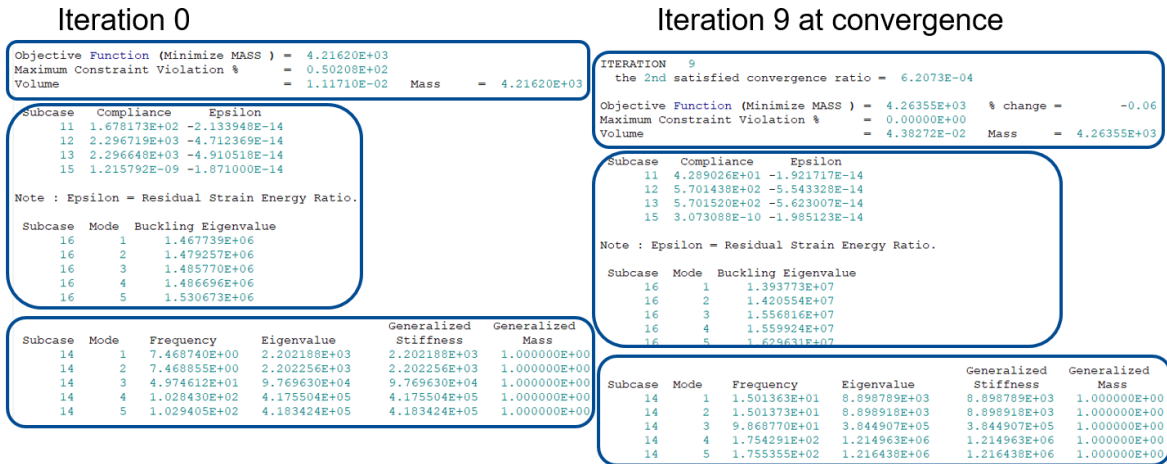 Iteration 0
Objective Function (Minimize MASS ) = 4.21620E+03
Maximum Constraint Violation % = 0.50208E+02
Volume = 1.11710E-02 Mass = 4.21620E+03
Subcase Compliance Epsilon
11 1.678173E+02 -2.133948E-14
12 2.296719E+03 -4.712369E-14
13 2.296648E+03 -4.910518E-14
15 1.215792E-09 -1.871000E-14
Note : Epsilon = Residual Strain Energy Ratio.
Subcase Mode Buckling Eigenvalue
16 1 1.467739E+06
16 2 1.479257E+06
16 3 1.485770E+06
16 4 1.486696E+06
16 5 1.530673E+06
Generalized Generalized
Subcase Mode Frequency Eigenvalue Stiffness Mass
14 1 7.468740E+00 2.202188E+03 2.202188E+03 1.000000E+00
14 2 7.468855E+00 2.202256E+03 2.202256E+03 1.000000E+00
14 3 4.974612E+01 9.769630E+04 9.769630E+04 1.000000E+00
14 4 1.028430E+02 4.175504E+05 4.175504E+05 1.000000E+00
14 5 1.029405E+02 4.183424E+05 4.183424E+05 1.000000E+00
Iteration 9 at convergence
ITERATION 9
the 2nd satisfied convergence ratio = 6.2073E-04
Objective Function (Minimize MASS ) = 4.26355E+03 % change = -0.06
Maximum Constraint Violation % = 0.00000E+00
Volume = 4.38272E-02 Mass = 4.26355E+03
Subcase Compliance Epsilon
11 4.289026E+01 -1.921717E-14
12 5.701438E+02 -5.543328E-14
13 5.701520E+02 -5.623007E-14
15 3.073088E-10 -1.985123E-14
Note : Epsilon = Residual Strain Energy Ratio.
Subcase Mode Buckling Eigenvalue
16 1 1.393773E+07
16 2 1.420554E+07
16 3 1.556816E+07
16 4 1.559924E+07
16 5 1.629631E+07
Generalized Generalized
Subcase Mode Frequency Eigenvalue Stiffness Mass
14 1 1.501363E+01 8.898789E+03 8.898789E+03 1.000000E+00
14 2 1.501373E+01 8.898918E+03 8.898918E+03 1.000000E+00
14 3 9.868770E+01 3.844907E+05 3.844907E+05 1.000000E+00
14 4 1.754291E+02 1.214963E+06 1.214963E+06 1.000000E+00
14 5 1.755355E+02 1.216438E+06 1.216438E+06 1.000000E+00